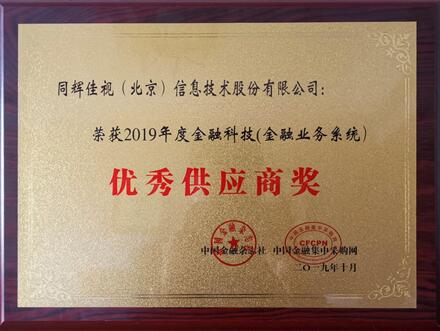 同辉佳视（北京）信息技术股份有限公司：
荣获2019年度金融科技(金融业务系统)
优秀供应商奖
中国金融杂志社 中国金融集中采购网
CFCPN
二〇一九年十月